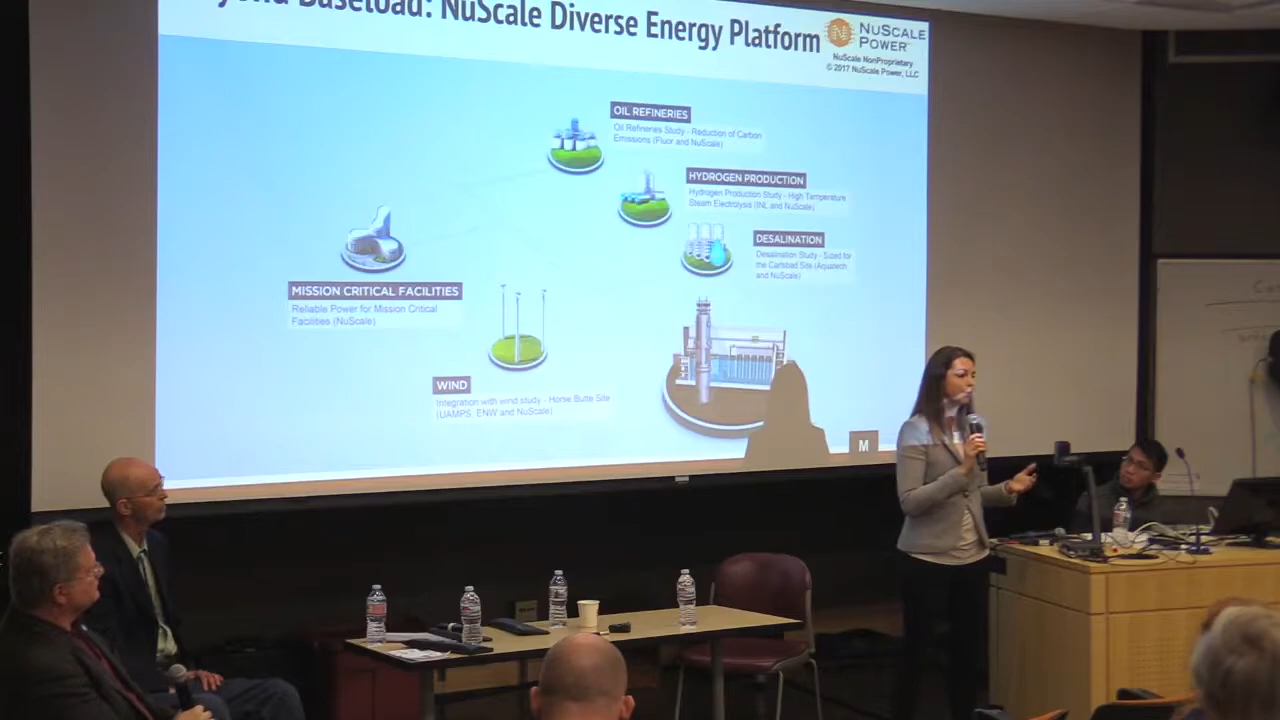 Baseload: NuScale Diverse Energy Platform
NUSCALE
POWER™
NuScale NonProprietary
© 2017 NuScale Power, LLC
OIL REFINERIES
Oil Refineries Study - Reduction of Carbon
Emissions (Fluor and NuScale)
HYDROGEN PRODUCTION
Hydrogen Production Study - High Temperature
Steam Electrolysis (INL and NuScale)
DESALINATION
Desalination Study - Sized for
the Carlsbad Site (Aquatech
and NuScale)
MISSION CRITICAL FACILITIES
Reliable Power for Mission Critical
Facilities (NuScale)
WIND
Integration with wind study - Horse Butte Site
(UAMPS, ENW and NuScale)
M